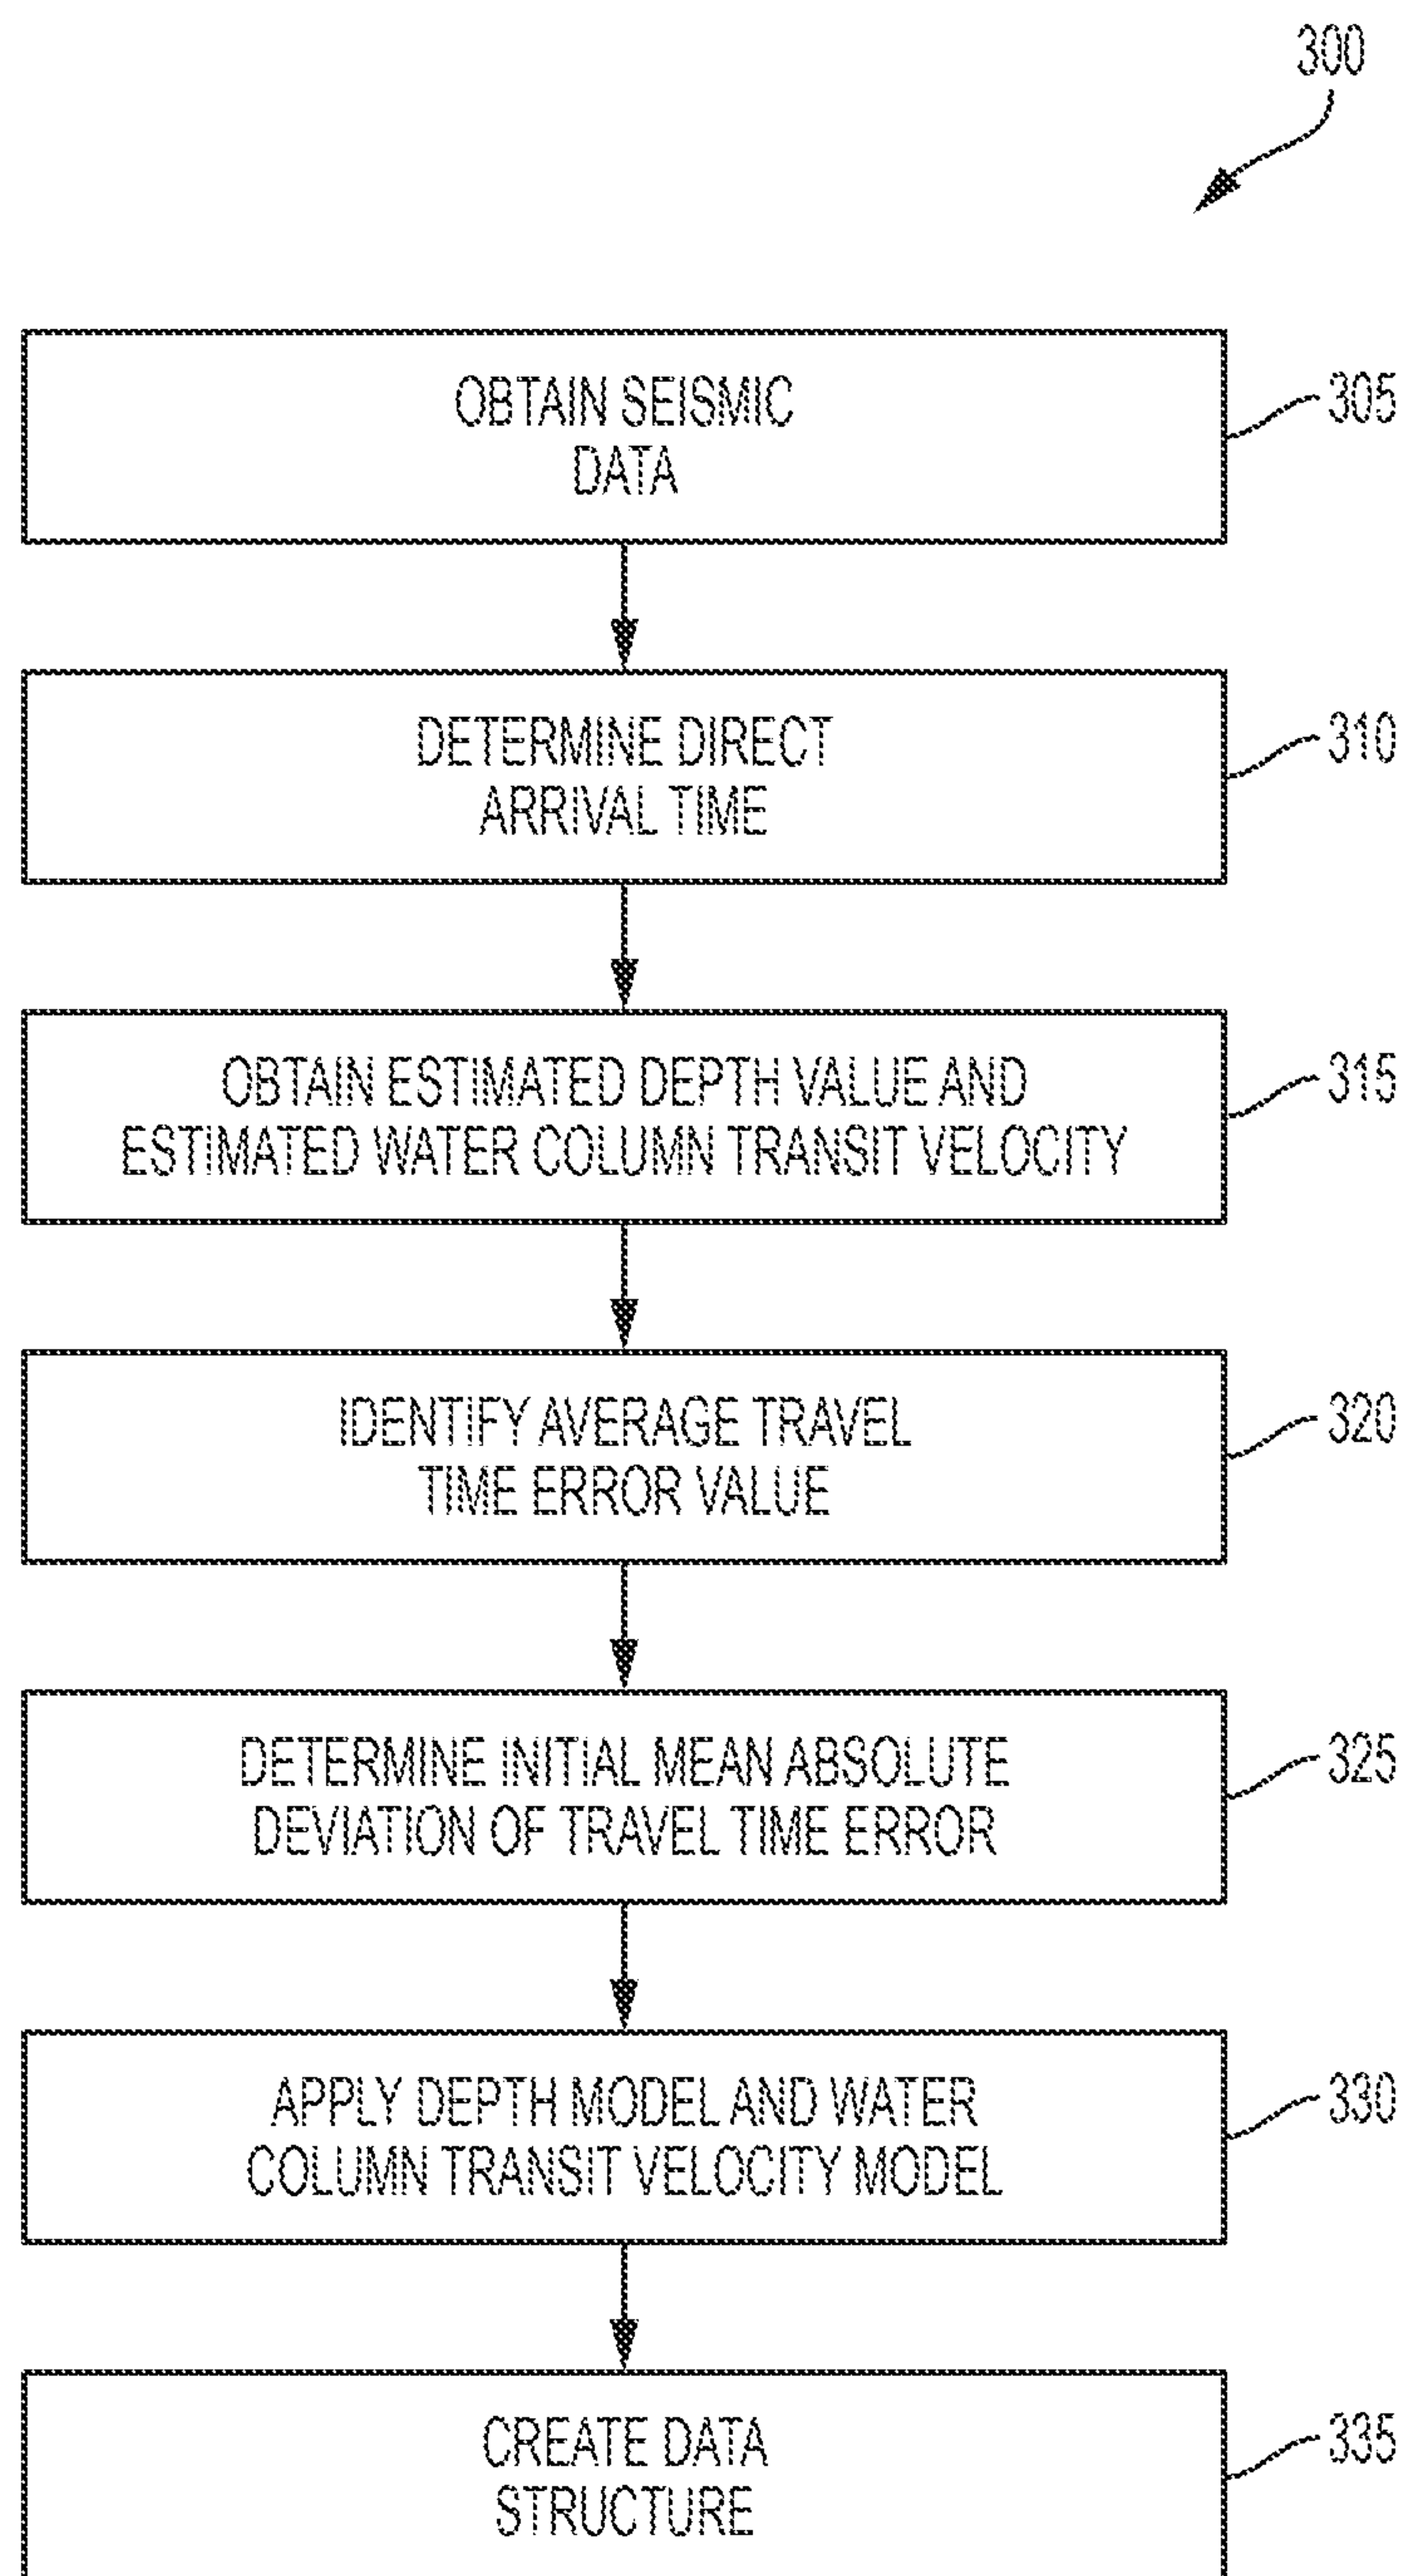 300
OBTAIN SEISMIC
DATA
305
DETERMINE DIRECT
ARRIVAL TIME
310
OBTAIN ESTIMATED DEPTH VALUE AND
ESTIMATED WATER COLUMN TRANSIT VELOCITY
315
IDENTIFY AVERAGE TRAVEL
TIME ERROR VALUE
320
DETERMINE INITIAL MEAN ABSOLUTE
DEVIATION OF TRAVEL TIME ERROR
325
APPLY DEPTH MODEL AND WATER
COLUMN TRANSIT VELOCITY MODEL
330
CREATE DATA
STRUCTURE
335